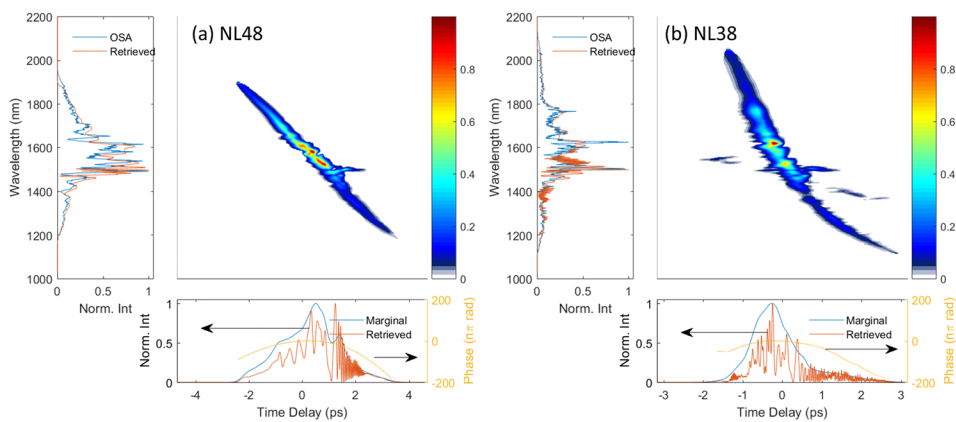 (a) NL48
2200
2000
1800
1600
1400
1200
1000
Wavelength (nm)
OSA
Retrieved
0
0.5
1
Norm. Int
0.8
0.6
0.4
0.2
0
1
0.5
0
Norm. Int
Marginal
Retrieved
200
100
0
-100
-200
Phase (nπ rad)
-4
-2
0
2
4
Time Delay (ps)
(b) NL38
2200
2000
1800
1600
1400
1200
1000
Wavelength (nm)
OSA
Retrieved
0
0.5
1
Norm. Int
0.8
0.6
0.4
0.2
0
1
0.5
0
Norm. Int
Marginal
Retrieved
200
100
0
-100
-200
Phase (nπ rad)
-3
-2
-1
0
1
2
3
Time Delay (ps)